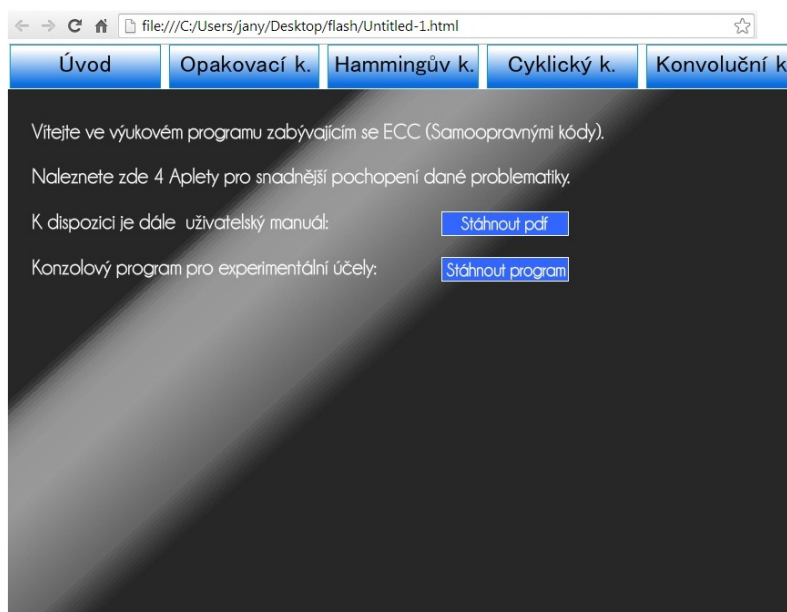 file:///C:/Users/jany/Desktop/flash/Untitled-1.html
Úvod Opakovací k. Hammingův k. Cyklický k. Konvoluční k
Vítejte ve výukovém programu zabývajícím se ECC (Samoopravnými kódy).
Naleznete zde 4 Aplety pro snadnější pochopení dané problematiky.
K dispozici je dále uživatelský manuál: Stáhnout pdf
Konzolový program pro experimentální účely: Stáhnout program